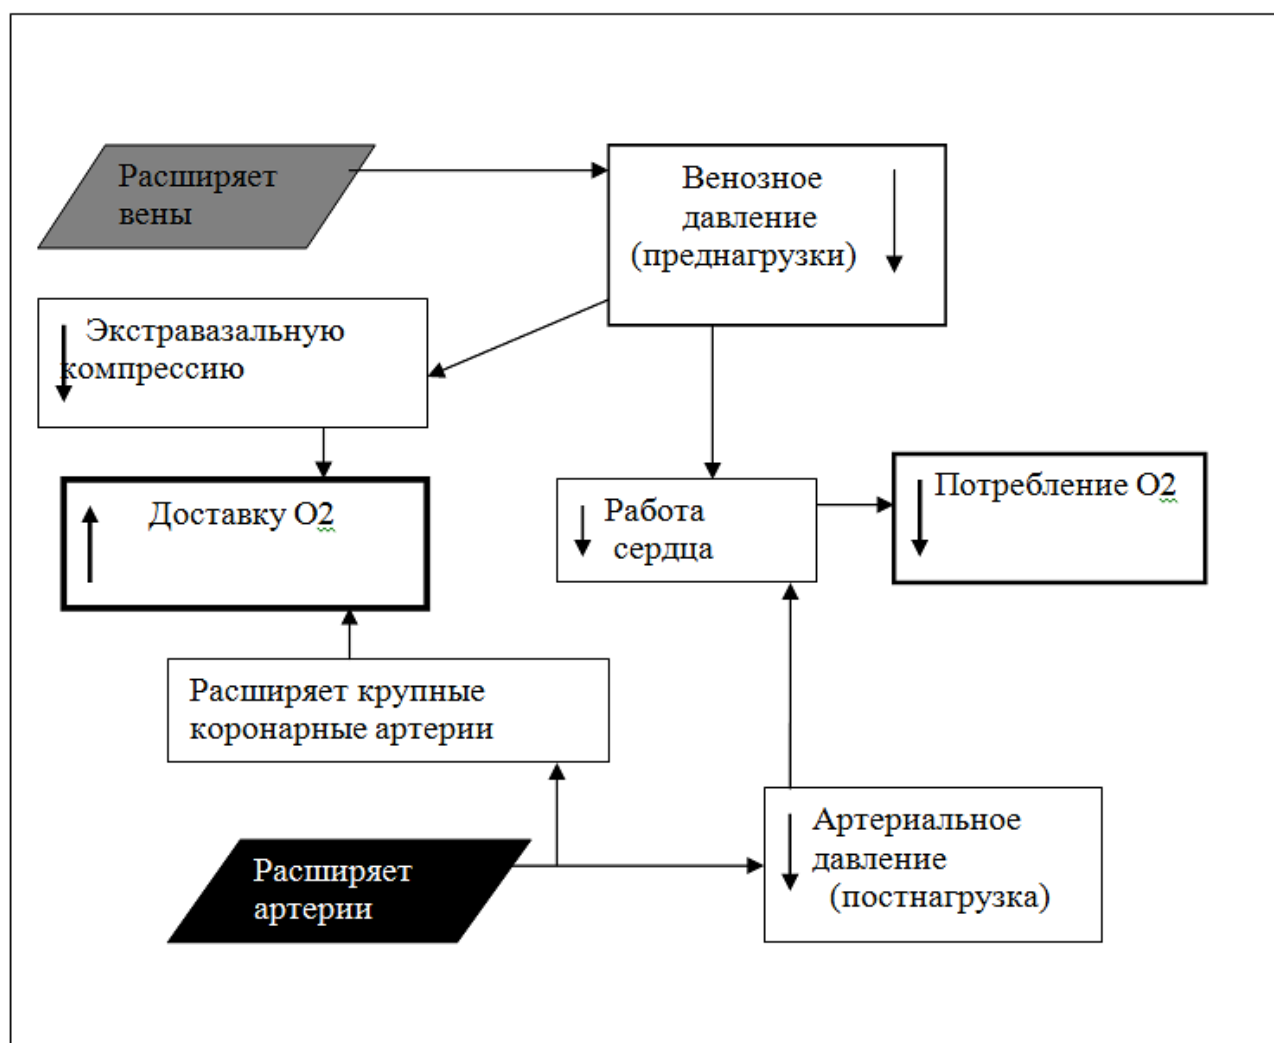 Расширяет
вены
Венозное
давление
(преднагрузки)
Экстравазальную
компрессию
Доставку О2
Работа
сердца
Потребление О2
Расширяет крупные
коронарные артерии
Расширяет
артерии
Артериальное
давление
(постнагрузка)